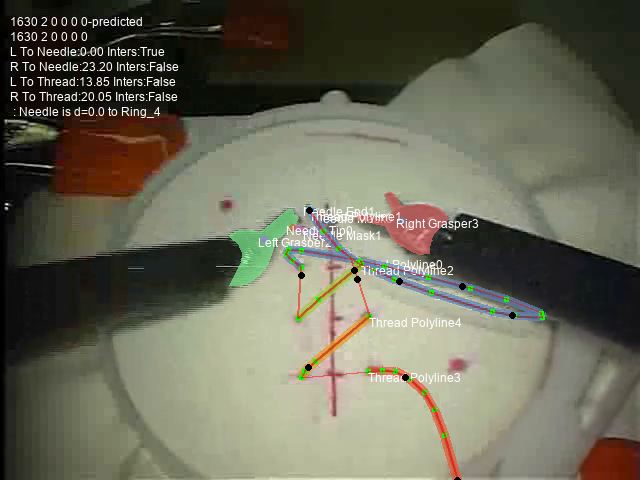 1630 2 0 0 0 0-predicted
1630 2 0 0 0 0
L To Needle:0.00 Inters:True
R To Needle:23.20 Inters:False
L To Thread:13.85 Inters:False
R To Thread:20.05 Inters:False
: Needle is d=0.0 to Ring_4
Needle End1
Right Grasper3
Mask1
Left Grasper2
Polyline0
Thread Polyline2
Thread Polyline4
Thread Polyline3